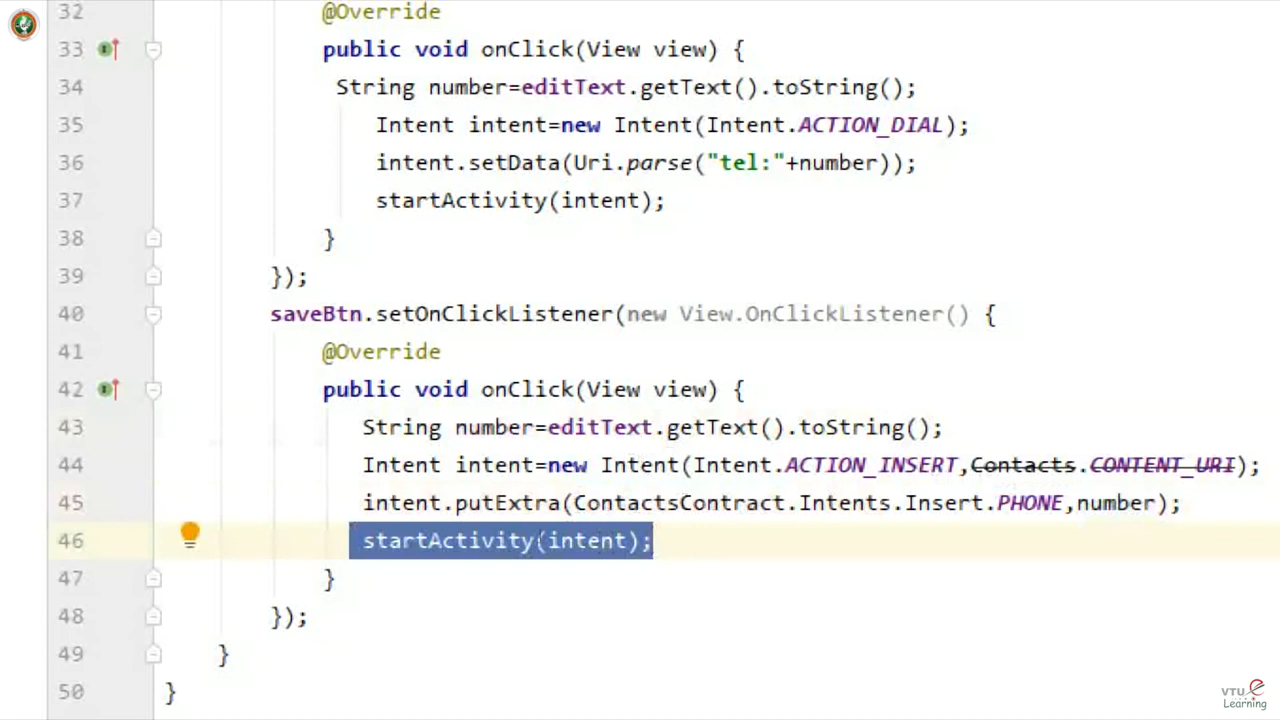 32 @Override
33 public void onClick(View view) {
34 String number=editText.getText().toString();
35 Intent intent=new Intent(Intent.ACTION_DIAL);
36 intent.setData(Uri.parse("tel:"+number));
37 startActivity(intent);
38 }
39 });
40 saveBtn.setOnClickListener(new View.OnClickListener() {
41 @Override
42 public void onClick(View view) {
43 String number=editText.getText().toString();
44 Intent intent=new Intent(Intent.ACTION_INSERT,Contacts.CONTENT_URI);
45 intent.putExtra(ContactsContract.Intents.Insert.PHONE,number);
46 startActivity(intent);
47 }
48 });
49 }
50 }
VTU e
Learning